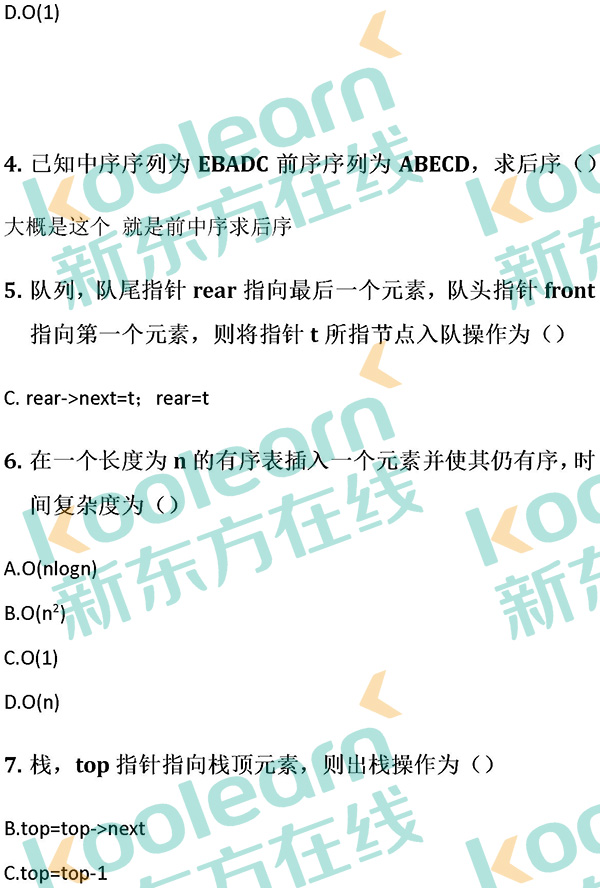 D.O(1)
4. 已知中序序列为 EBADC 前序序列为 ABECD，求后序（）
大概是这个 就是前中序求后序
5. 队列，队尾指针 rear 指向最后一个元素，队头指针 front
指向第一个元素，则将指针 t 所指节点入队操作为（）
C. rear->next=t；rear=t
6. 在一个长度为 n 的有序表插入一个元素并使其仍有序，时
间复杂度为（）
A.O(nlogn)
B.O(n²)
C.O(1)
D.O(n)
7. 栈，top 指针指向栈顶元素，则出栈操作为（）
B.top=top->next
C.top=top-1
koolearn
新东方在线
koolearn
新东方在线
koolearn
新东方在线